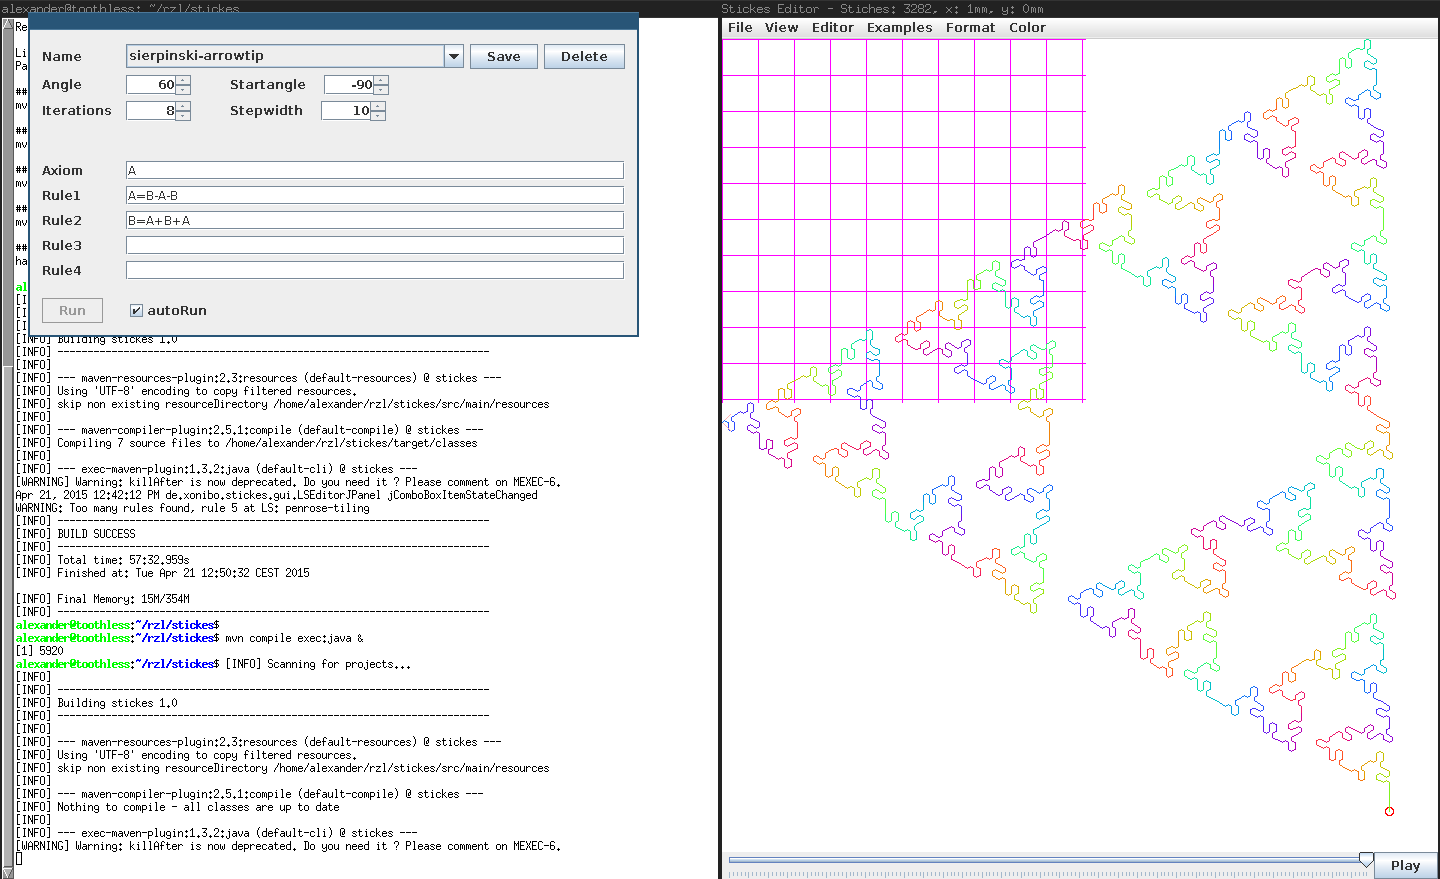 alexander@toothless: ~/rzl/stickes
Stickes Editor - Stiches: 3282, x: 1mm, y: 0mm
File View Editor Examples Format Color
Re
Li
Pa
##
mv
##
mv
##
mv
##
mv
##
ha
al
Name sierpinski-arrowtip Save Delete
Angle 60 Startangle -90
Iterations 8 Stepwidth 10
Axiom A
Rule1 A=B-A-B
Rule2 B=A+B+A
Rule3
Rule4
Run autoRun
[I
[I
[I
[INFO] Building stickes 1.0
[INFO] ------------------------------------------------------------------------
[INFO]
[INFO] --- maven-resources-plugin:2.3:resources (default-resources) @ stickes ---
[INFO] Using 'UTF-8' encoding to copy filtered resources.
[INFO] skip non existing resourceDirectory /home/alexander/rzl/stickes/src/main/resources
[INFO]
[INFO] --- maven-compiler-plugin:2.5.1:compile (default-compile) @ stickes ---
[INFO] Compiling 7 source files to /home/alexander/rzl/stickes/target/classes
[INFO]
[INFO] --- exec-maven-plugin:1.3.2:java (default-cli) @ stickes ---
[WARNING] Warning: killAfter is now deprecated. Do you need it ? Please comment on MEXEC-6.
Apr 21, 2015 12:42:12 PM de.xonibo.stickes.gui.LSEditorJPanel jComboBoxItemStateChanged
WARNING: Too many rules found, rule 5 at LS: penrose-tiling
[INFO] ------------------------------------------------------------------------
[INFO] BUILD SUCCESS
[INFO] ------------------------------------------------------------------------
[INFO] Total time: 57:32.959s
[INFO] Finished at: Tue Apr 21 12:50:32 CEST 2015
[INFO] Final Memory: 15M/354M
[INFO] ------------------------------------------------------------------------
alexander@toothless:~/rzl/stickes$
alexander@toothless:~/rzl/stickes$ mvn compile exec:java &
[1] 5920
alexander@toothless:~/rzl/stickes$ [INFO] Scanning for projects...
[INFO]
[INFO] ------------------------------------------------------------------------
[INFO] Building stickes 1.0
[INFO] ------------------------------------------------------------------------
[INFO]
[INFO] --- maven-resources-plugin:2.3:resources (default-resources) @ stickes ---
[INFO] Using 'UTF-8' encoding to copy filtered resources.
[INFO] skip non existing resourceDirectory /home/alexander/rzl/stickes/src/main/resources
[INFO]
[INFO] --- maven-compiler-plugin:2.5.1:compile (default-compile) @ stickes ---
[INFO] Nothing to compile - all classes are up to date
[INFO]
[INFO] --- exec-maven-plugin:1.3.2:java (default-cli) @ stickes ---
[WARNING] Warning: killAfter is now deprecated. Do you need it ? Please comment on MEXEC-6.
Play